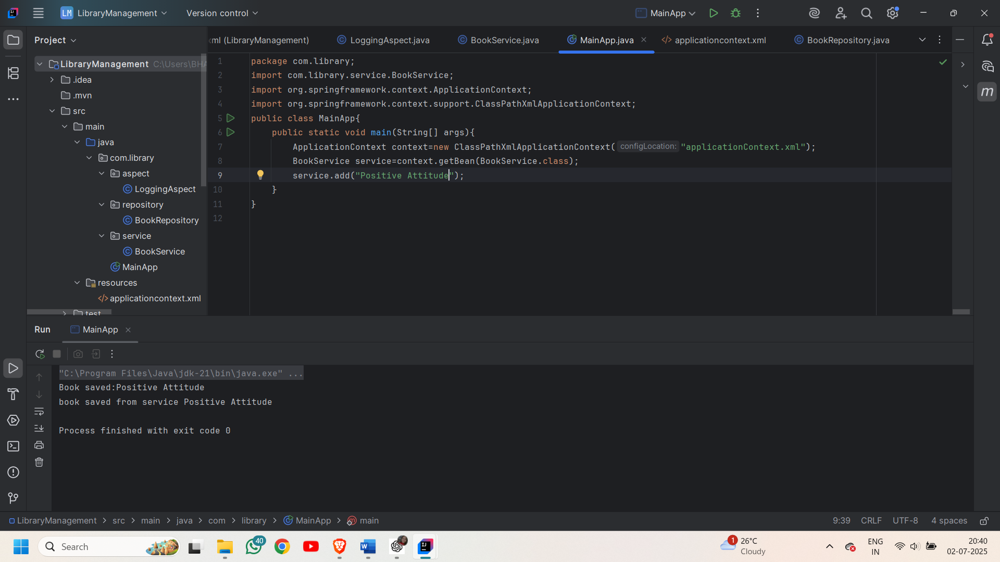 LM LibraryManagement Version control MainApp
Project
xml (LibraryManagement) LoggingAspect.java BookService.java MainApp.java applicationcontext.xml BookRepository.java
LibraryManagement C:\Users\BHA
.idea
.mvn
src
main
java
com.library
aspect
LoggingAspect
repository
BookRepository
service
BookService
MainApp
resources
applicationcontext.xml
test
1 package com.library;
2 import com.library.service.BookService;
3 import org.springframework.context.ApplicationContext;
4 import org.springframework.context.support.ClassPathXmlApplicationContext;
5 public class MainApp{
6 public static void main(String[] args){
7 ApplicationContext context=new ClassPathXmlApplicationContext( configLocation: "applicationContext.xml");
8 BookService service=context.getBean(BookService.class);
9 service.add("Positive Attitude");
10 }
11 }
12
Run MainApp
"C:\Program Files\Java\jdk-21\bin\java.exe" ...
Book saved:Positive Attitude
book saved from service Positive Attitude
Process finished with exit code 0
LibraryManagement > src > main > java > com > library > MainApp > main 9:39 CRLF UTF-8 4 spaces
Search 40 1 26°C ENG 20:40
Cloudy IN 02-07-2025